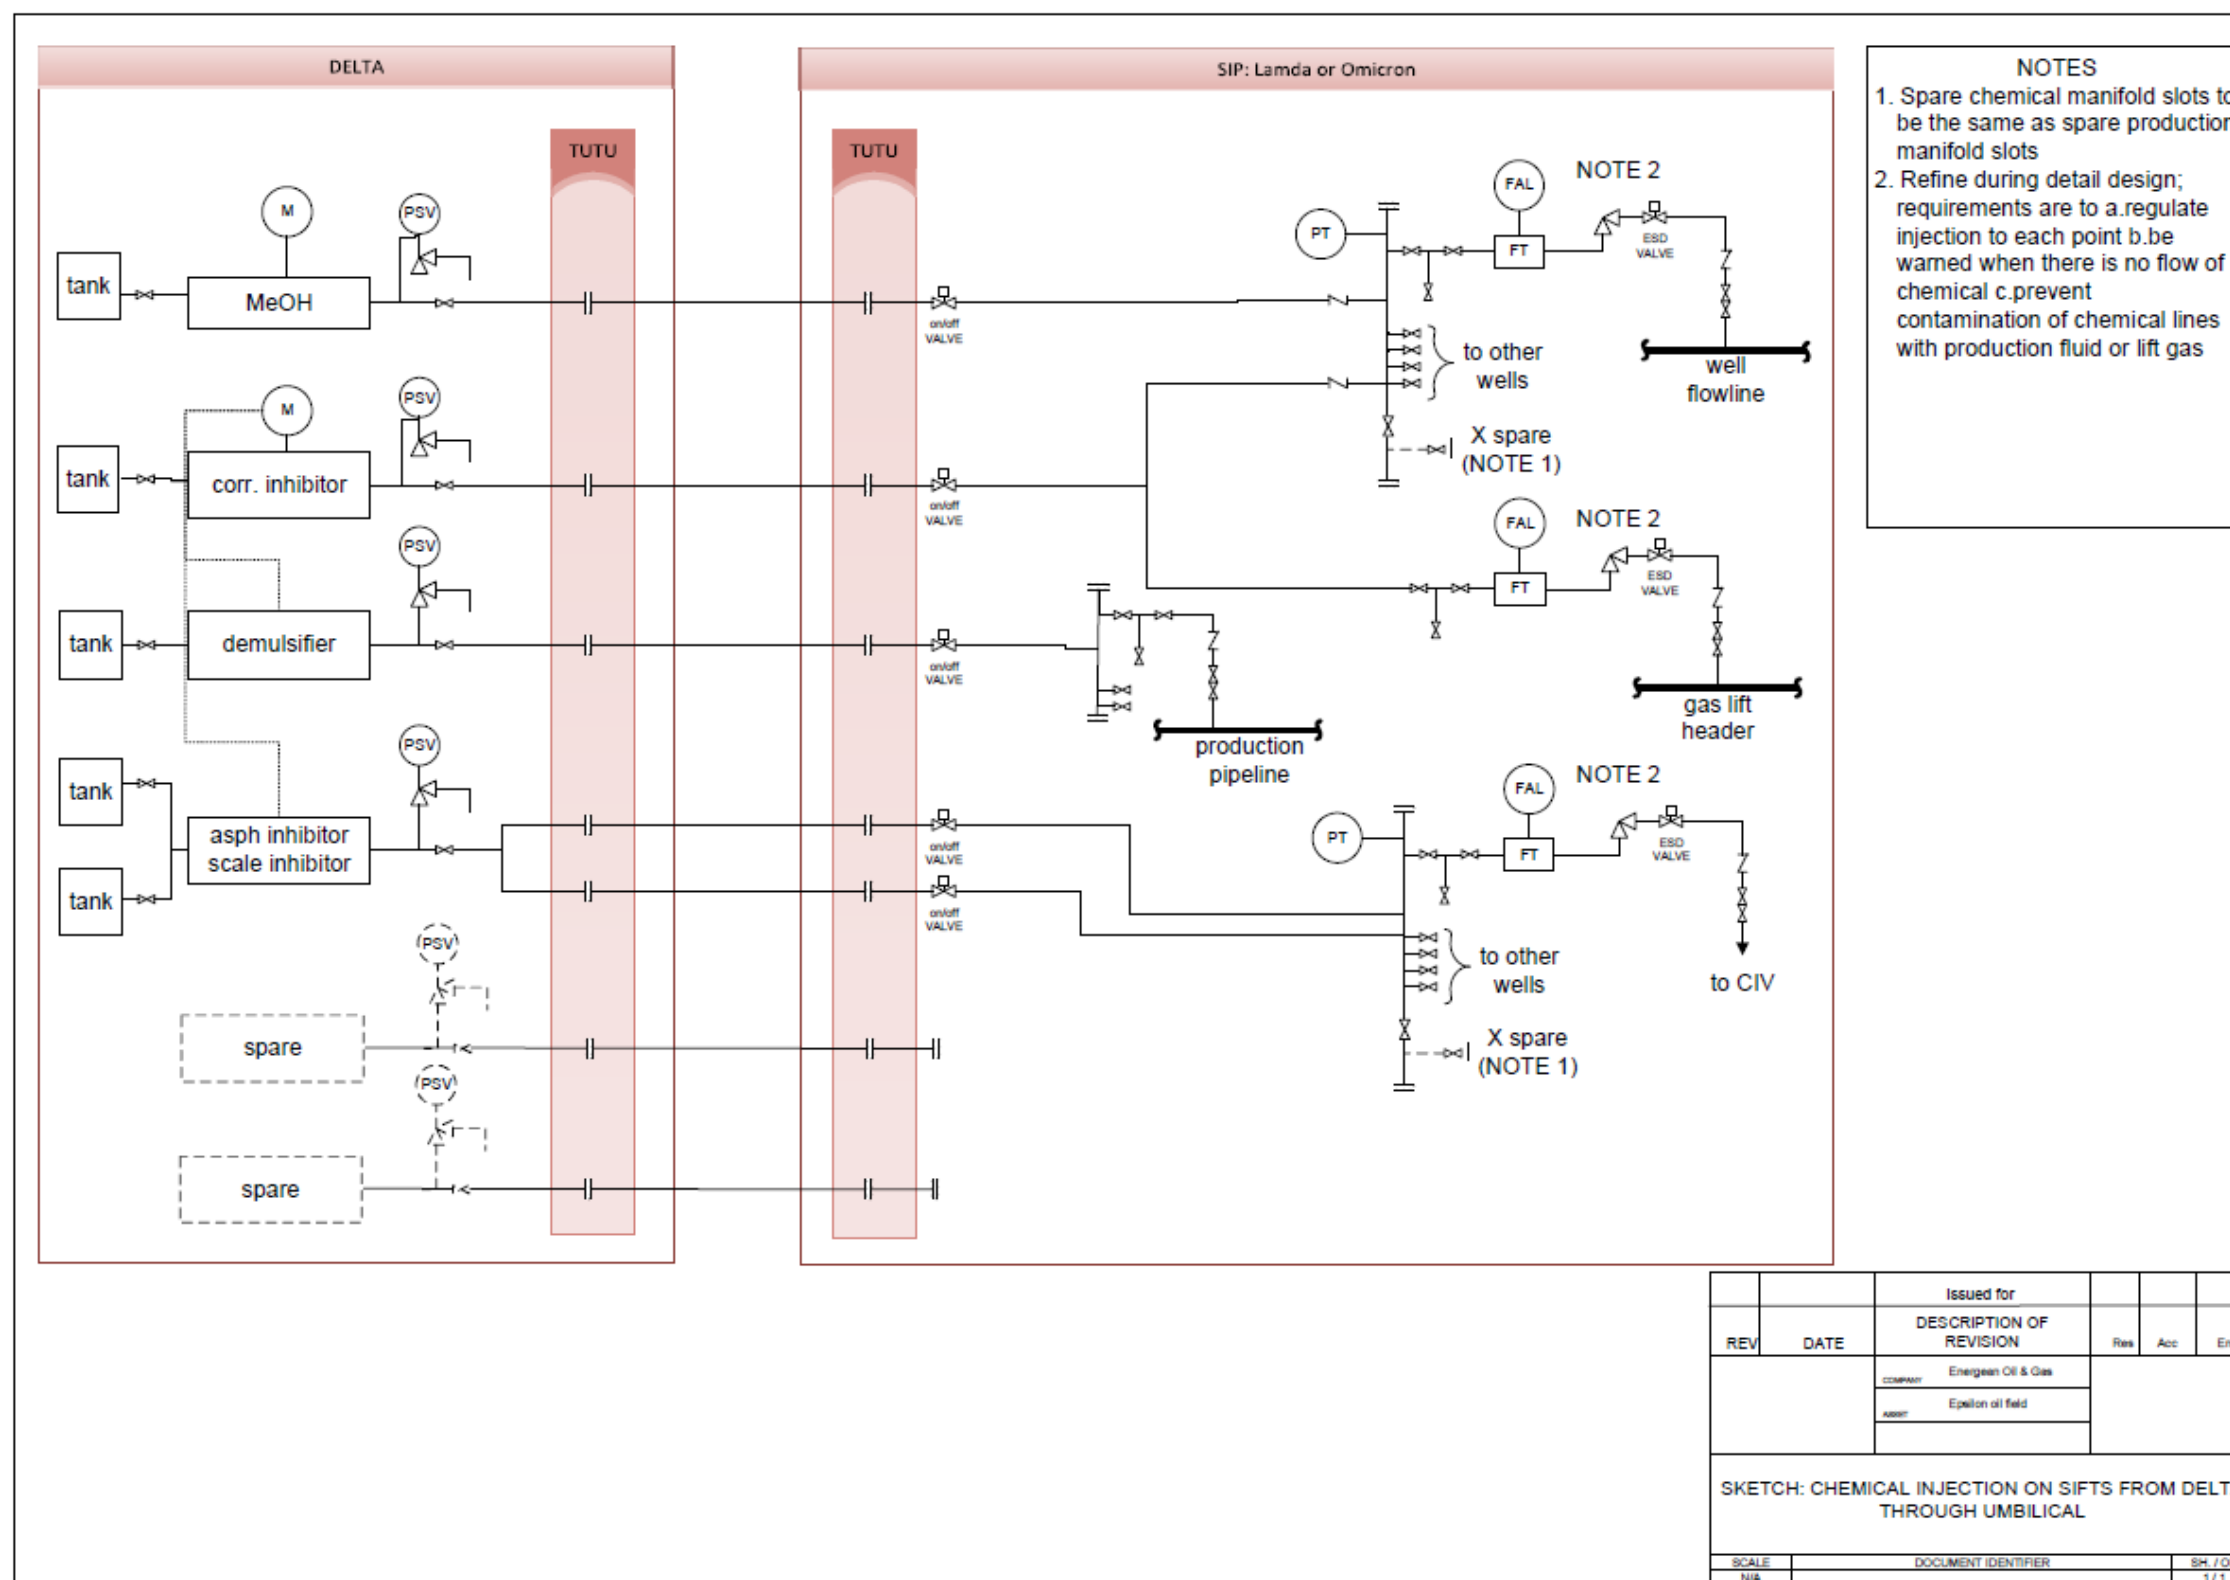 DELTA
SIP: Lamda or Omicron
TUTU
TUTU
M
PSV
tank
MeOH
on/off
VALVE
M
PSV
tank
corr. inhibitor
on/off
VALVE
PSV
tank
demulsifier
on/off
VALVE
PSV
tank
tank
asph inhibitor
scale inhibitor
on/off
VALVE
on/off
VALVE
PSV
spare
PSV
spare
PT
FAL
FT
NOTE 2
ESD
VALVE
to other
wells
well
flowline
X spare
(NOTE 1)
FAL
FT
NOTE 2
ESD
VALVE
gas lift
header
production
pipeline
PT
FAL
FT
NOTE 2
ESD
VALVE
to other
wells
to CIV
X spare
(NOTE 1)
NOTES
1. Spare chemical manifold slots to
be the same as spare production
manifold slots
2. Refine during detail design;
requirements are to a.regulate
injection to each point b.be
warned when there is no flow of
chemical c.prevent
contamination of chemical lines
with production fluid or lift gas
Issued for
REV DATE DESCRIPTION OF
REVISION Res Acc En
COMPANY Energean Oil & Gas
ASSET Epsilon oil field
SKETCH: CHEMICAL INJECTION ON SIFTS FROM DELT
THROUGH UMBILICAL
SCALE DOCUMENT IDENTIFIER SH. / O
N/A 1 / 1